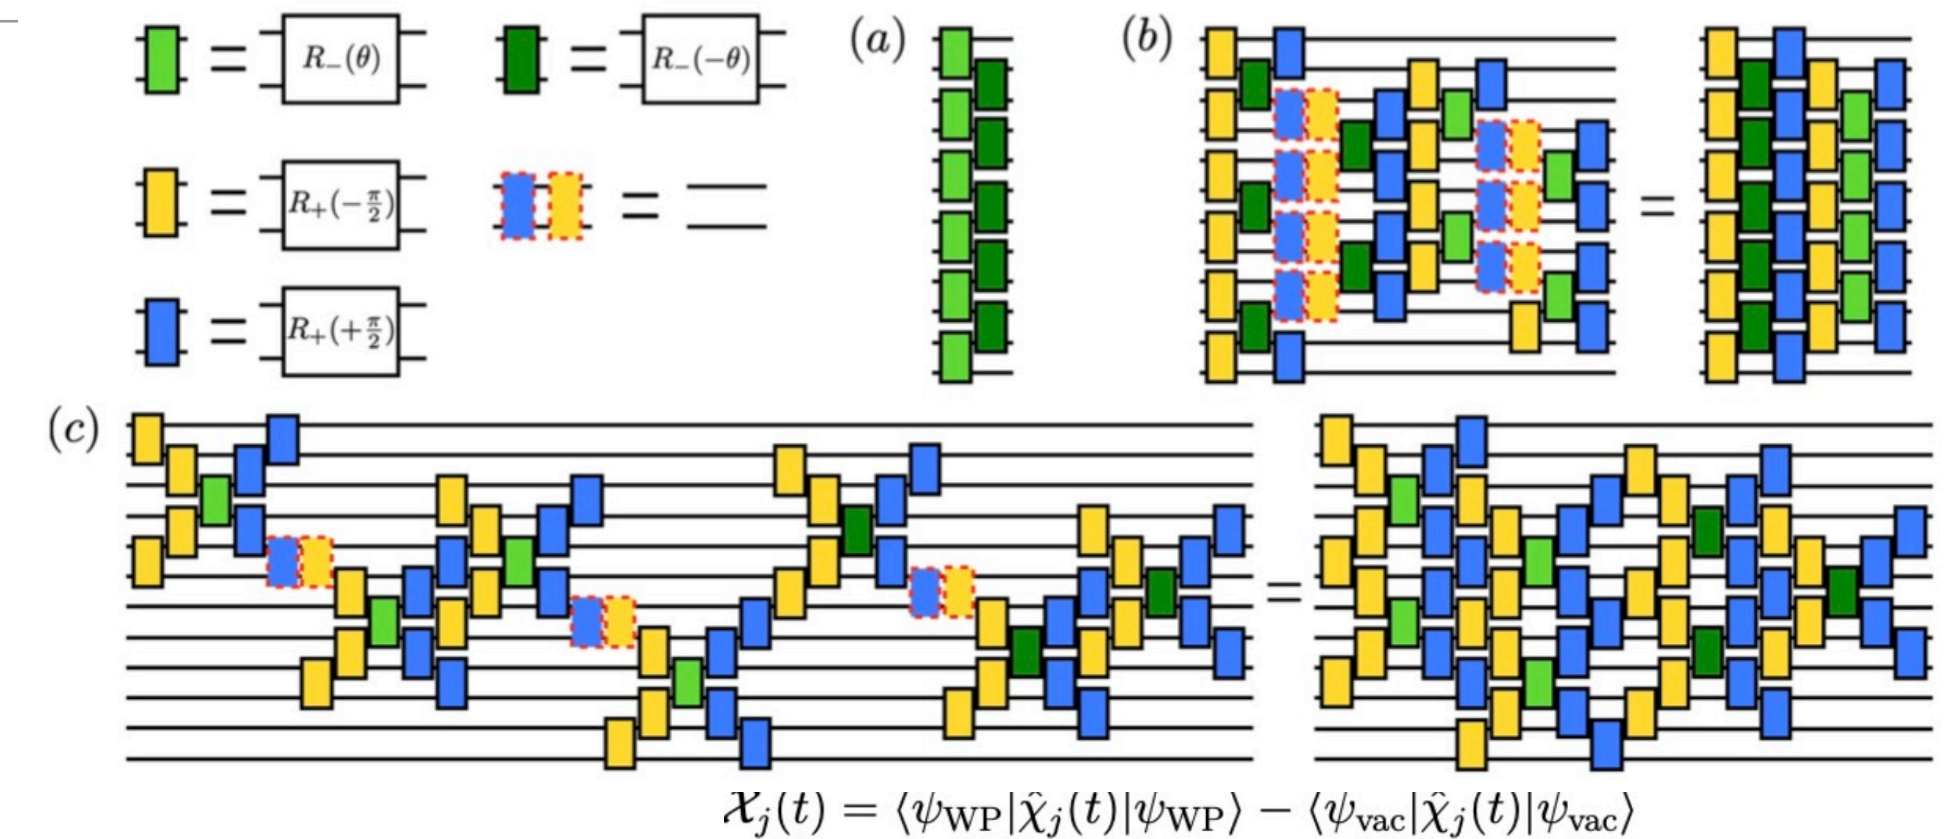 = R₋(θ)
= R₋(−θ)
(a)
(b)
= R₊(−π/2)
=
=
= R₊(+π/2)
(c)
=
𝒳ⱼ(t) = ⟨ψ_WP|χ̂ⱼ(t)|ψ_WP⟩ − ⟨ψ_vac|χ̂ⱼ(t)|ψ_vac⟩